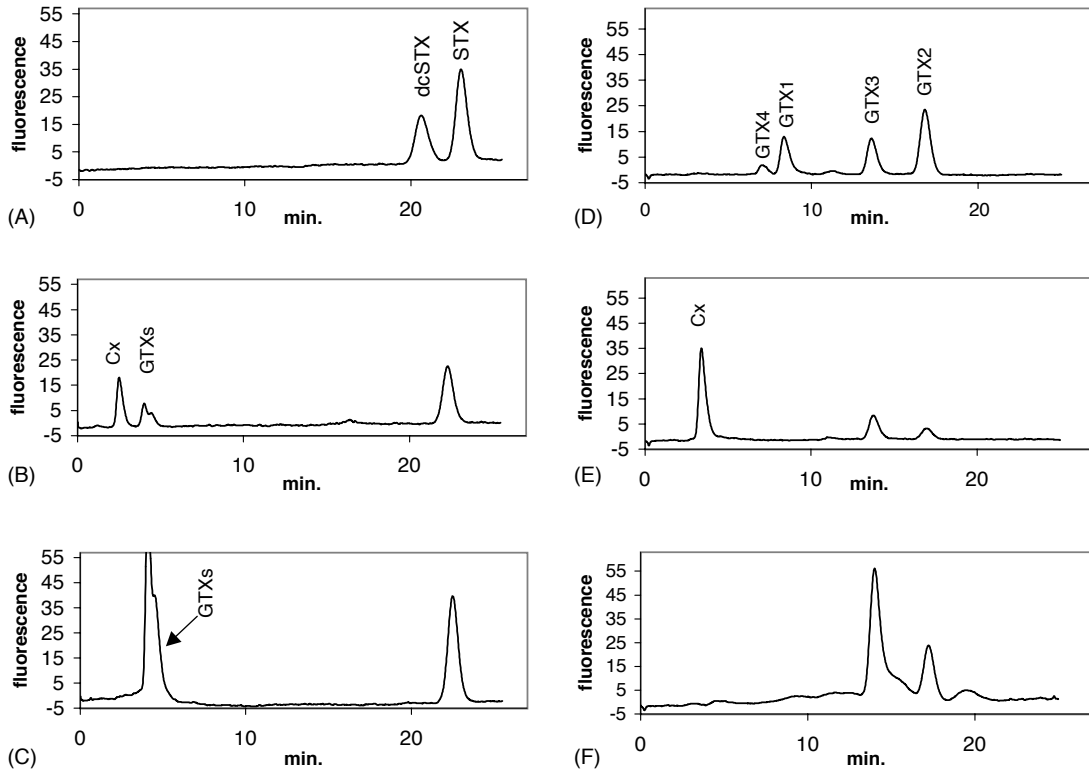 55
45
35
25
15
5
-5
fluorescence
dcSTX
STX
0
10
20
min.
(A)
55
45
35
25
15
5
-5
fluorescence
Cx
GTXs
0
10
20
min.
(B)
55
45
35
25
15
5
-5
fluorescence
GTXs
0
10
20
min.
(C)
55
45
35
25
15
5
-5
fluorescence
GTX4
GTX1
GTX3
GTX2
0
10
20
min.
(D)
55
45
35
25
15
5
-5
fluorescence
Cx
0
10
20
min.
(E)
55
45
35
25
15
5
-5
fluorescence
0
10
20
min.
(F)